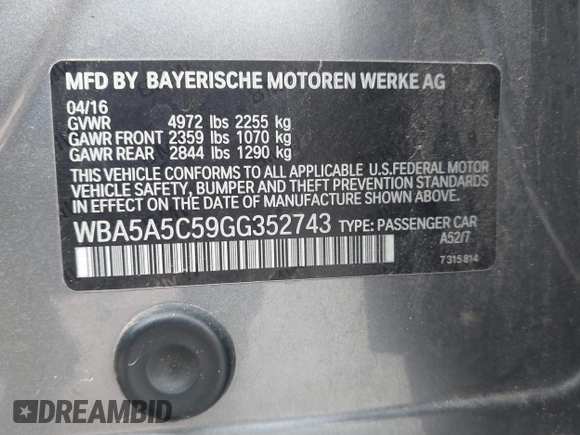 MFD BY BAYERISCHE MOTOREN WERKE AG
04/16
GVWR 4972 lbs 2255 kg
GAWR FRONT 2359 lbs 1070 kg
GAWR REAR 2844 lbs 1290 kg
THIS VEHICLE CONFORMS TO ALL APPLICABLE U.S.FEDERAL MOTOR
VEHICLE SAFETY, BUMPER AND THEFT PREVENTION STANDARDS
IN EFFECT ON THE DATE OF MANUFACTURE SHOWN ABOVE.
WBA5A5C59GG352743 TYPE: PASSENGER CAR
A52/7
7 315 814
DREAMBID